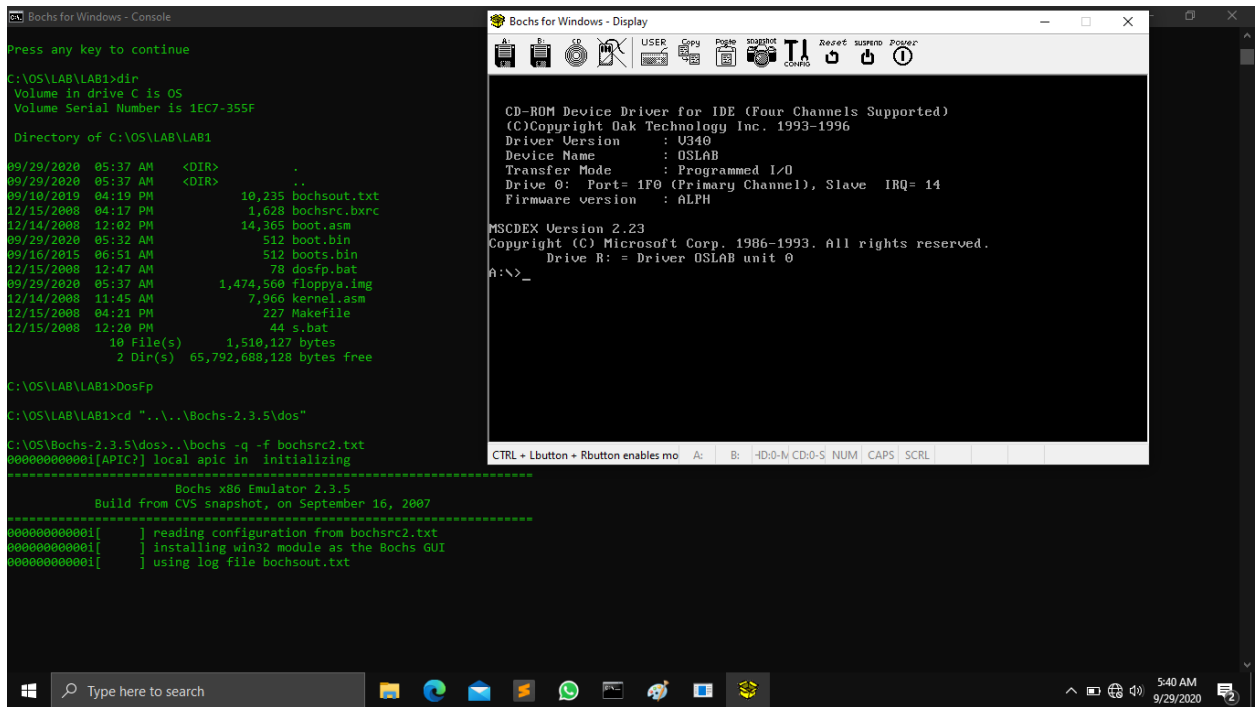 Bochs for Windows - Console
Press any key to continue
C:\OS\LAB\LAB1>dir
Volume in drive C is OS
Volume Serial Number is 1EC7-355F
Directory of C:\OS\LAB\LAB1
09/29/2020 05:37 AM <DIR> .
09/29/2020 05:37 AM <DIR> ..
09/10/2019 04:19 PM 10,235 bochsout.txt
12/15/2008 04:17 PM 1,628 bochsrc.bxrc
12/14/2008 12:02 PM 14,365 boot.asm
09/29/2020 05:32 AM 512 boot.bin
09/16/2015 06:51 AM 512 boots.bin
12/15/2008 12:47 AM 78 dosfp.bat
09/29/2020 05:37 AM 1,474,560 floppya.img
12/14/2008 11:45 AM 7,966 kernel.asm
12/15/2008 04:21 PM 227 Makefile
12/15/2008 12:20 PM 44 s.bat
10 File(s) 1,510,127 bytes
2 Dir(s) 65,792,688,128 bytes free
C:\OS\LAB\LAB1>DosFp
C:\OS\LAB\LAB1>cd "..\..\Bochs-2.3.5\dos"
C:\OS\Bochs-2.3.5\dos>..\bochs -q -f bochsrc2.txt
00000000000i[APIC?] local apic in initializing
========================================================================
Bochs x86 Emulator 2.3.5
Build from CVS snapshot, on September 16, 2007
========================================================================
00000000000i[ ] reading configuration from bochsrc2.txt
00000000000i[ ] installing win32 module as the Bochs GUI
00000000000i[ ] using log file bochsout.txt
Bochs for Windows - Display
A: B: CD USER Copy Paste snapshot CONFIG Reset SUSPEND Power
CD-ROM Device Driver for IDE (Four Channels Supported)
(C)Copyright Oak Technology Inc. 1993-1996
Driver Version : V340
Device Name : OSLAB
Transfer Mode : Programmed I/O
Drive 0: Port= 1F0 (Primary Channel), Slave IRQ= 14
Firmware version : ALPH
MSCDEX Version 2.23
Copyright (C) Microsoft Corp. 1986-1993. All rights reserved.
Drive R: = Driver OSLAB unit 0
A:\>_
CTRL + Lbutton + Rbutton enables mo A: B: HD:0-M CD:0-S NUM CAPS SCRL
Type here to search
5:40 AM
9/29/2020
2